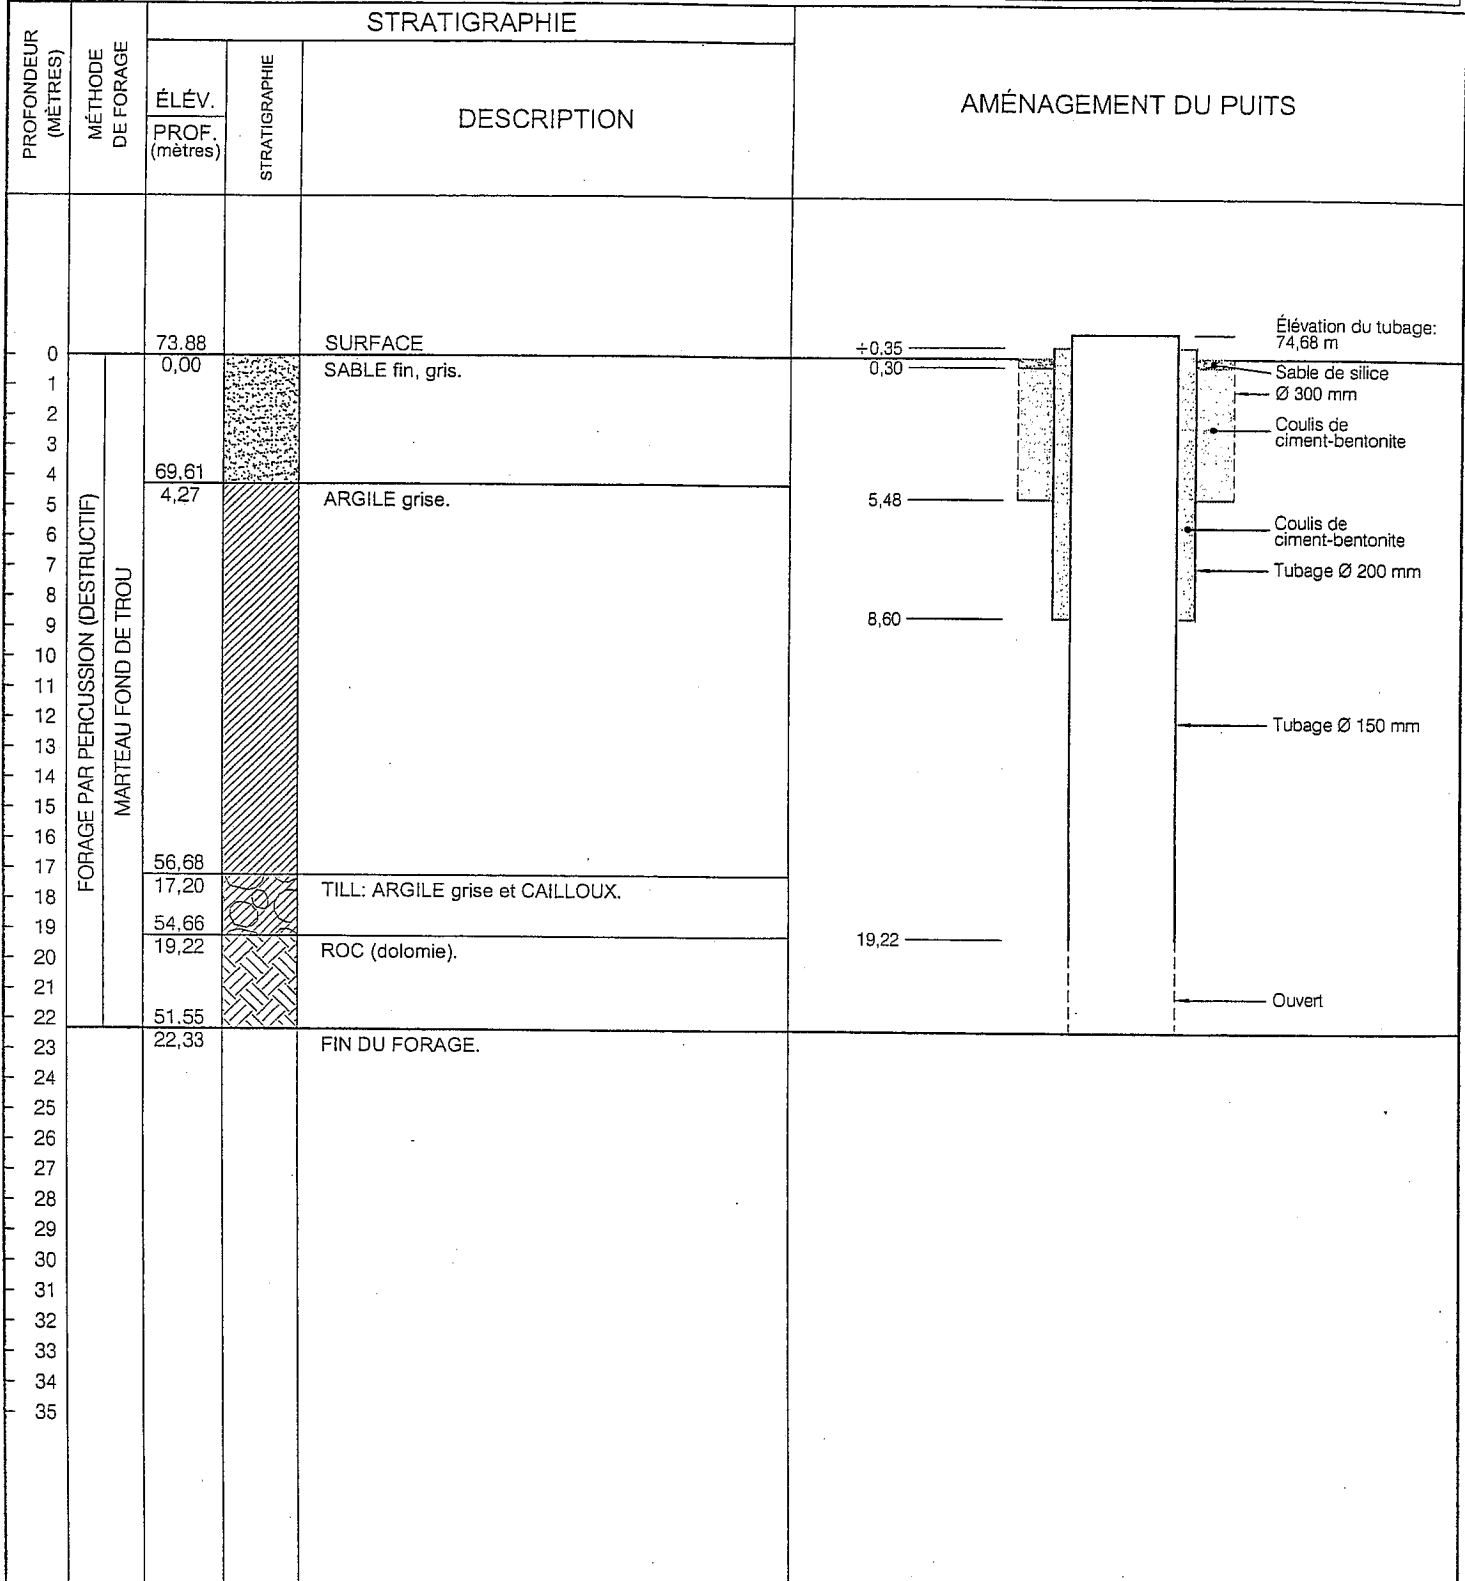 PROFONDEUR
(MÈTRES)
MÉTHODE
DE FORAGE
STRATIGRAPHIE
ÉLÉV.
PROF.
(mètres)
STRATIGRAPHIE
DESCRIPTION
AMÉNAGEMENT DU PUITS
0
1
2
3
4
5
6
7
8
9
10
11
12
13
14
15
16
17
18
19
20
21
22
23
24
25
26
27
28
29
30
31
32
33
34
35
FORAGE PAR PERCUSSION (DESTRUCTIF)
MARTEAU FOND DE TROU
73.88
0,00
69,61
4,27
56,68
17,20
54,66
19,22
51.55
22,33
SURFACE
SABLE fin, gris.
ARGILE grise.
TILL: ARGILE grise et CAILLOUX.
ROC (dolomie).
FIN DU FORAGE.
+0,35
0,30
5,48
8,60
19,22
Élévation du tubage:
74,68 m
Sable de silice
Ø 300 mm
Coulis de
ciment-bentonite
Coulis de
ciment-bentonite
Tubage Ø 200 mm
Tubage Ø 150 mm
Ouvert